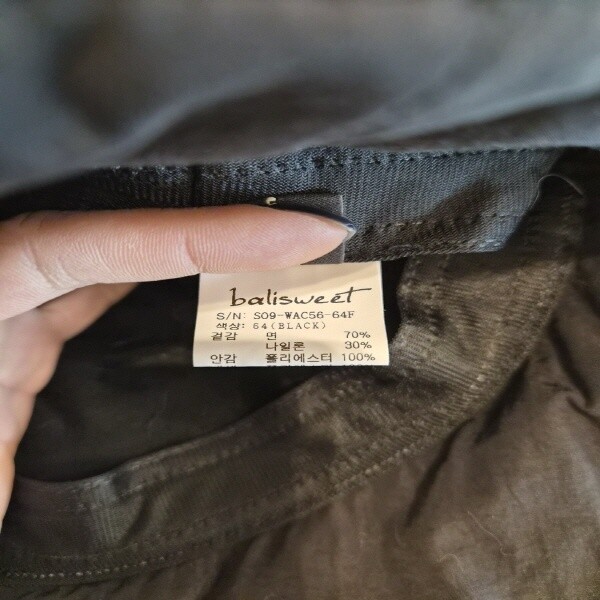 balisweet
S/N: S09-WAC56-64F
색상: 64(BLACK)
겉감 면 70%
나일론 30%
안감 폴리에스터 100%